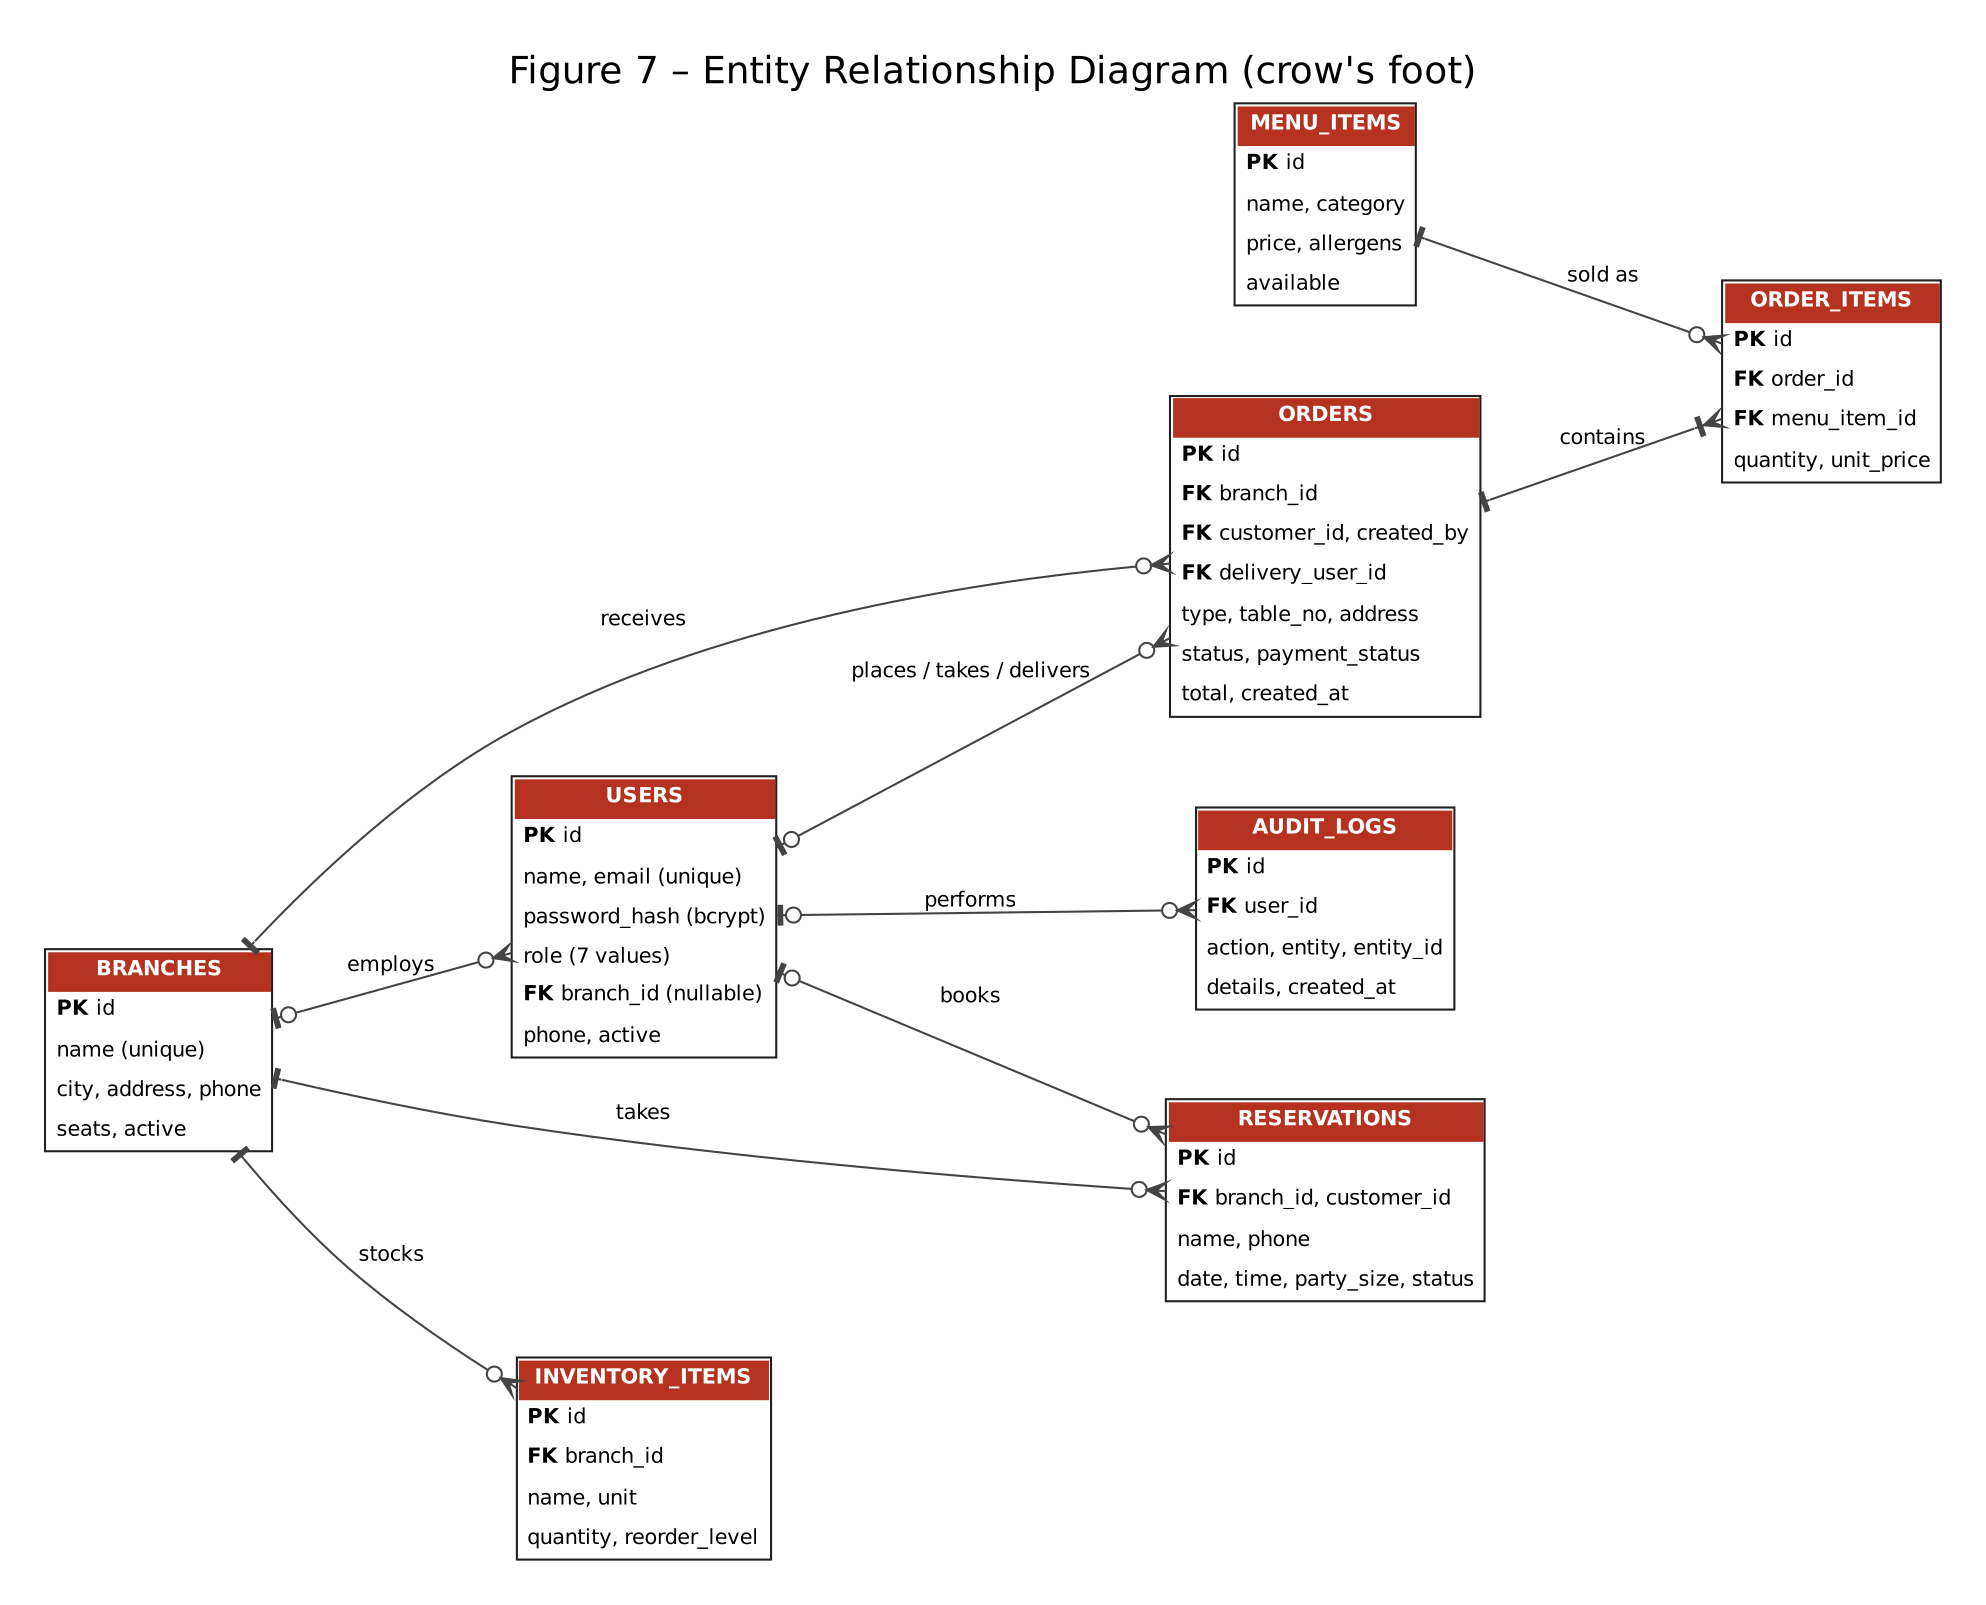 Figure 7 – Entity Relationship Diagram (crow's foot)
MENU_ITEMS
PK id
name, category
price, allergens
available
sold as
ORDER_ITEMS
PK id
FK order_id
FK menu_item_id
quantity, unit_price
contains
ORDERS
PK id
FK branch_id
FK customer_id, created_by
FK delivery_user_id
type, table_no, address
status, payment_status
total, created_at
receives
places / takes / delivers
USERS
PK id
name, email (unique)
password_hash (bcrypt)
role (7 values)
FK branch_id (nullable)
phone, active
performs
AUDIT_LOGS
PK id
FK user_id
action, entity, entity_id
details, created_at
employs
BRANCHES
PK id
name (unique)
city, address, phone
seats, active
books
takes
RESERVATIONS
PK id
FK branch_id, customer_id
name, phone
date, time, party_size, status
stocks
INVENTORY_ITEMS
PK id
FK branch_id
name, unit
quantity, reorder_level